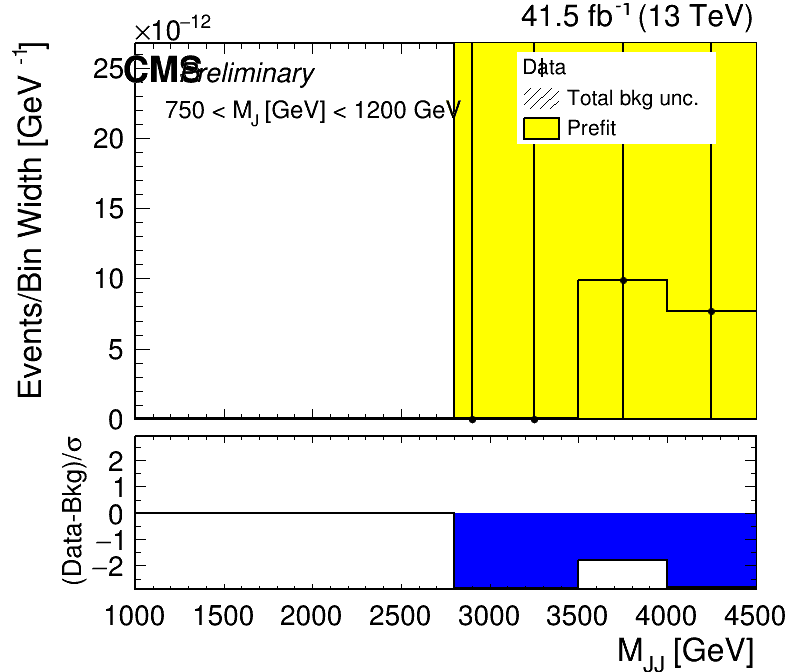 ×10⁻¹²
41.5 fb⁻¹ (13 TeV)
CMS Preliminary
750 < M_J [GeV] < 1200 GeV
Data
Total bkg unc.
Prefit
Events/Bin Width [GeV⁻¹]
25
20
15
10
5
0
(Data-Bkg)/σ
2
1
0
−1
−2
1000 1500 2000 2500 3000 3500 4000 4500
M_JJ [GeV]